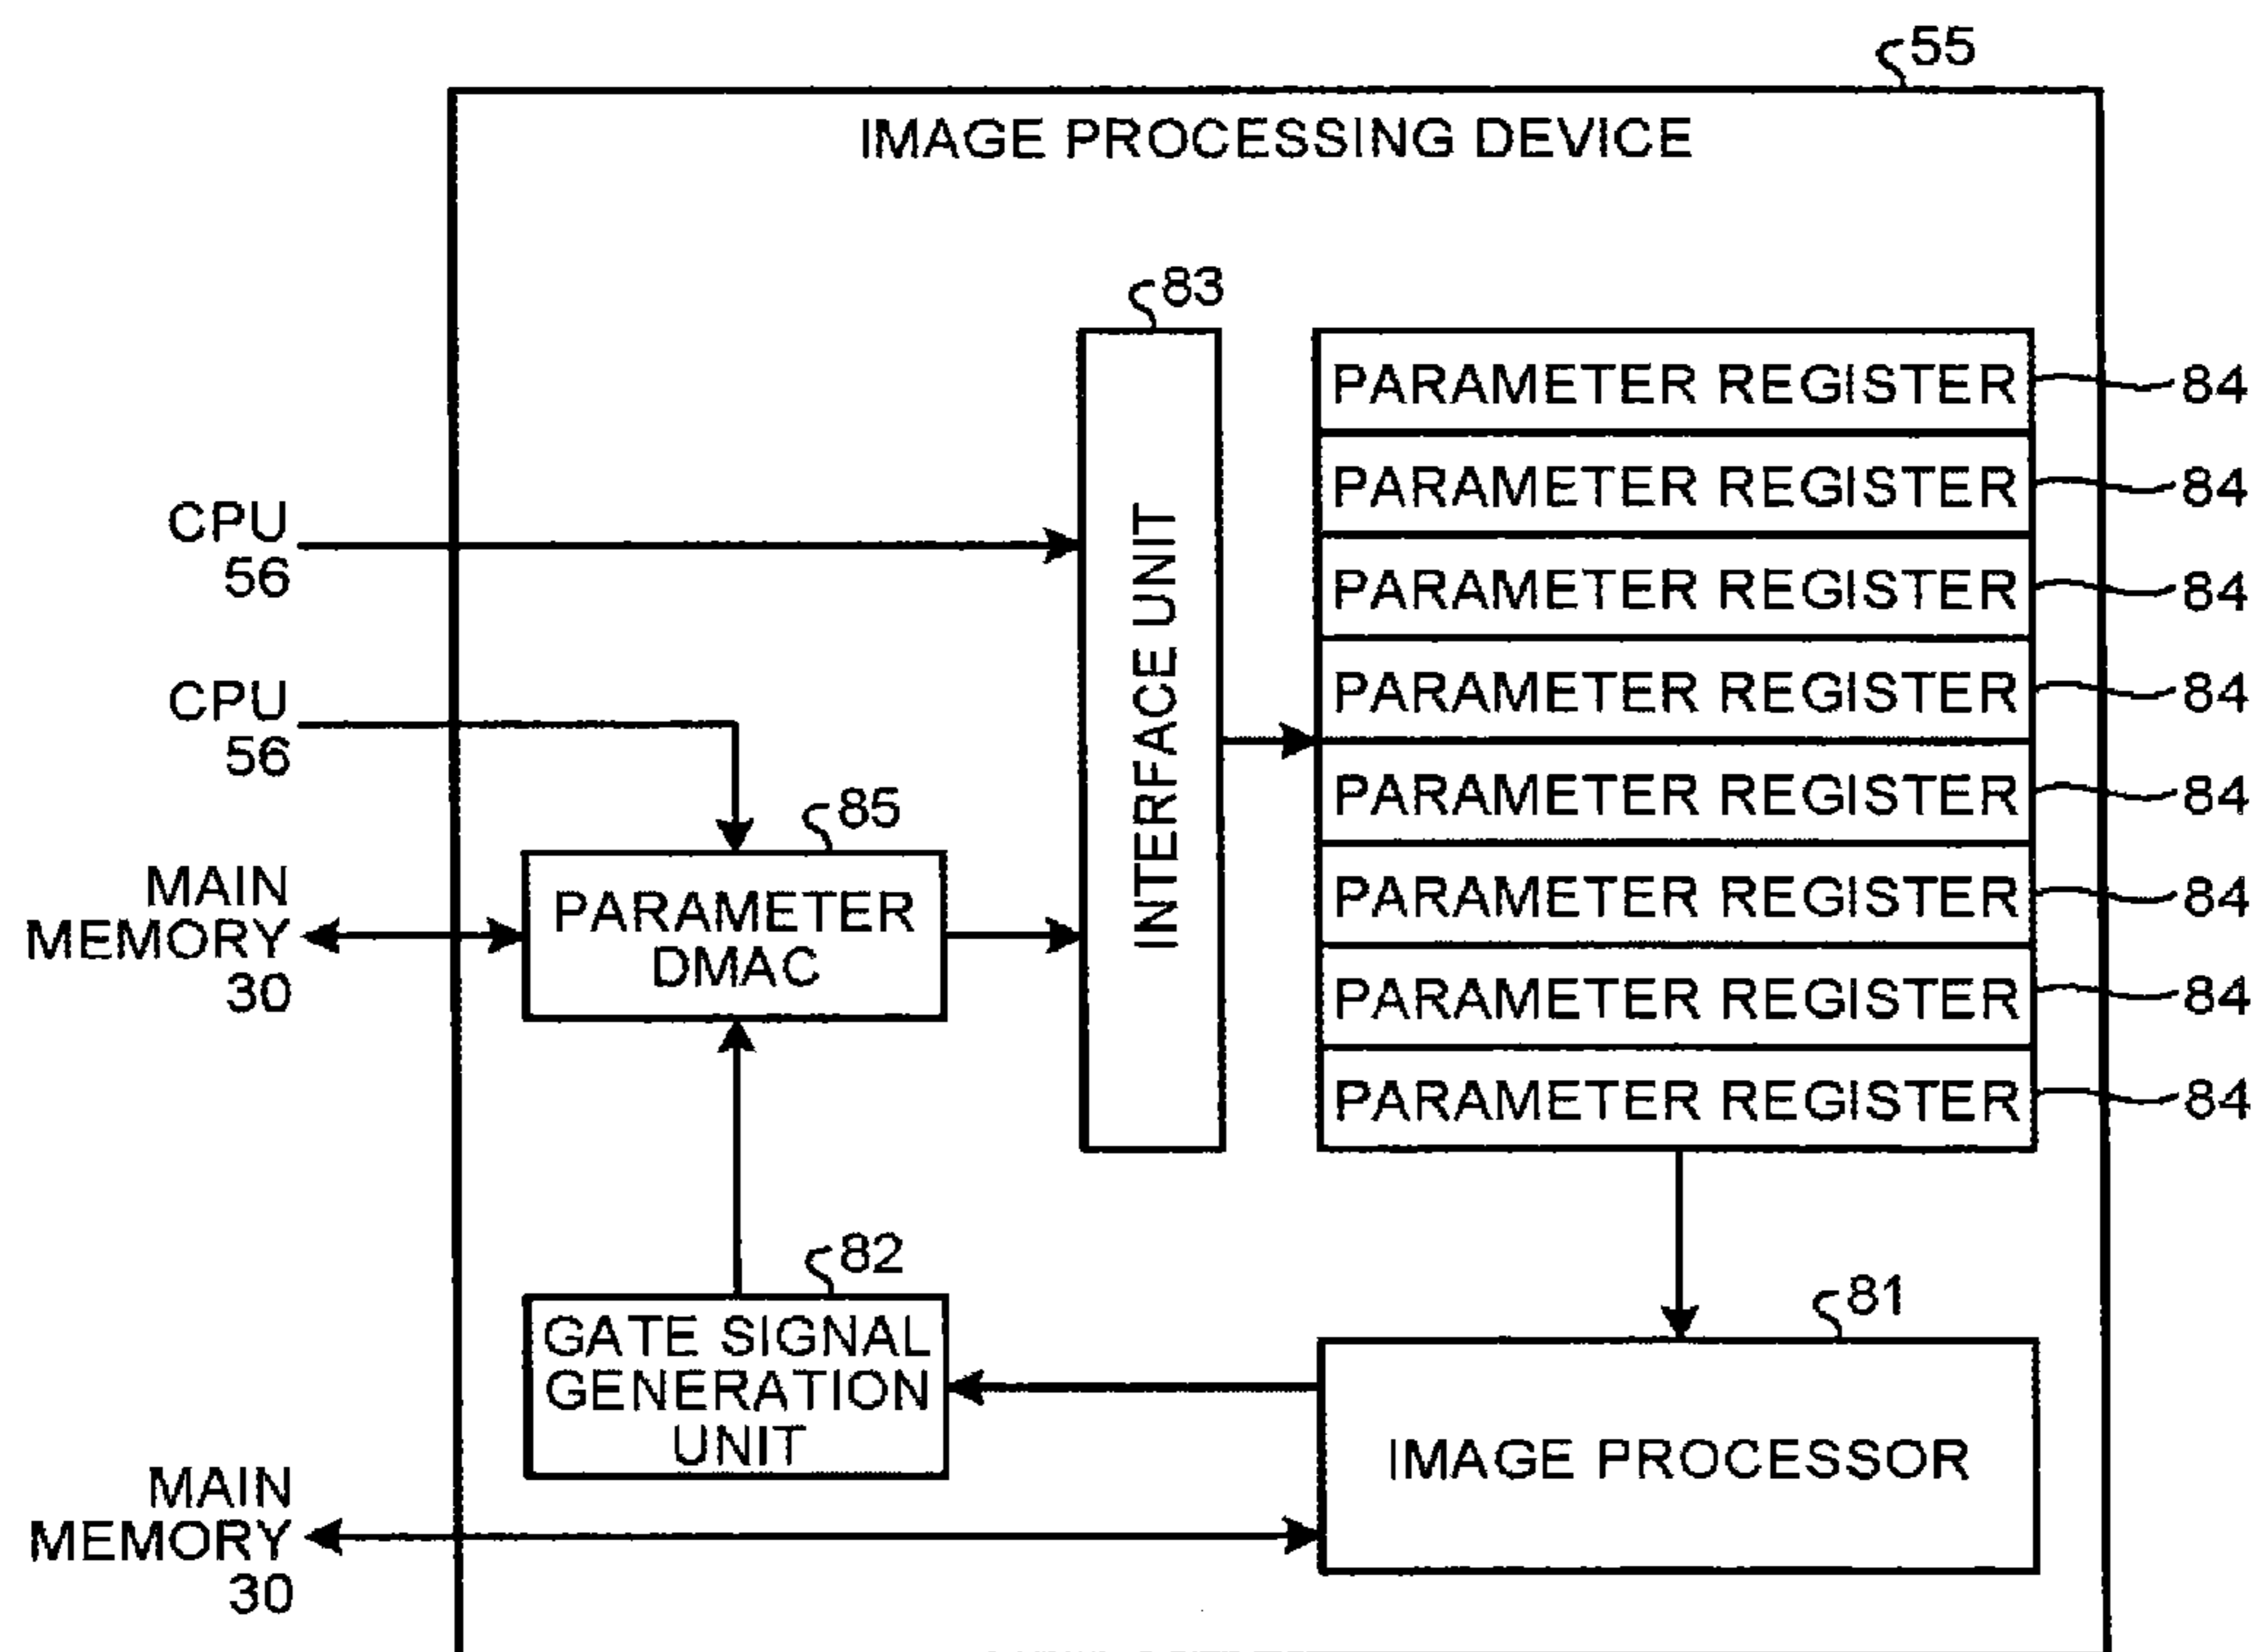 55
IMAGE PROCESSING DEVICE
83
PARAMETER REGISTER
84
PARAMETER REGISTER
84
PARAMETER REGISTER
84
PARAMETER REGISTER
84
PARAMETER REGISTER
84
PARAMETER REGISTER
84
PARAMETER REGISTER
84
PARAMETER REGISTER
84
INTERFACE UNIT
CPU
56
CPU
56
85
MAIN
MEMORY
30
PARAMETER
DMAC
82
GATE SIGNAL
GENERATION
UNIT
81
IMAGE PROCESSOR
MAIN
MEMORY
30